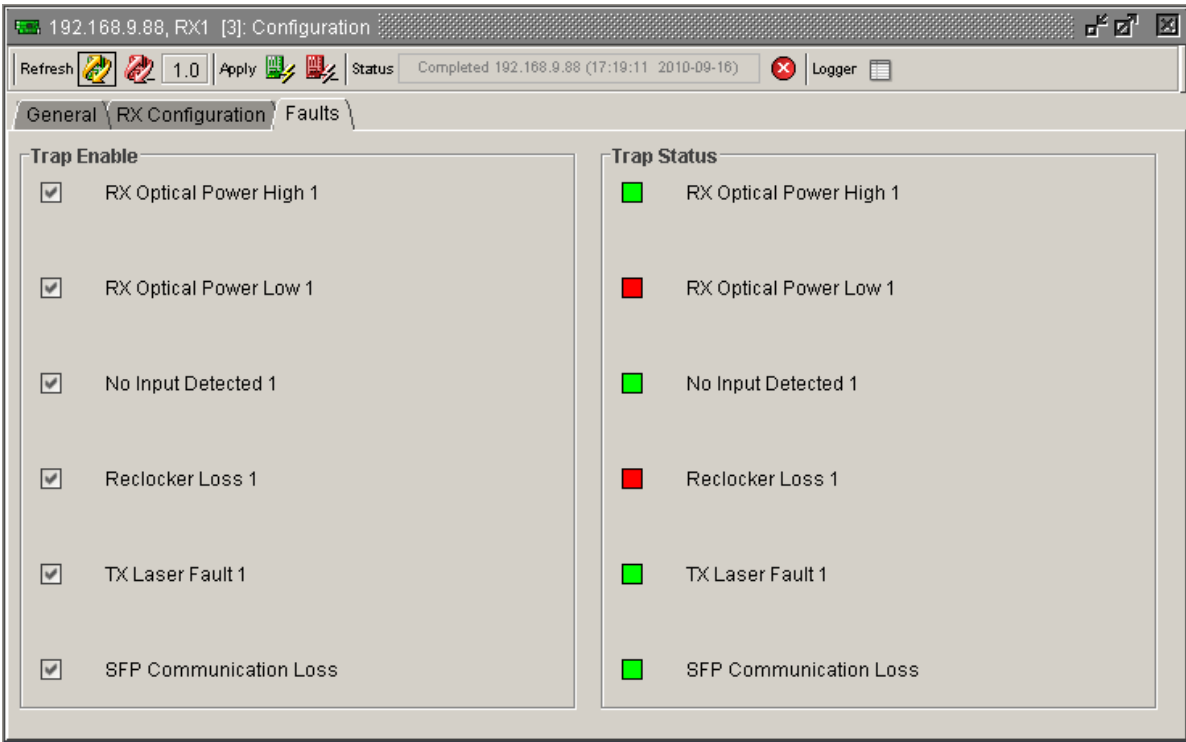 192.168.9.88, RX1 [3]: Configuration
Refresh 1.0 Apply Status Completed 192.168.9.88 (17:19:11 2010-09-16) Logger
General RX Configuration Faults
Trap Enable
RX Optical Power High 1
RX Optical Power Low 1
No Input Detected 1
Reclocker Loss 1
TX Laser Fault 1
SFP Communication Loss
Trap Status
RX Optical Power High 1
RX Optical Power Low 1
No Input Detected 1
Reclocker Loss 1
TX Laser Fault 1
SFP Communication Loss